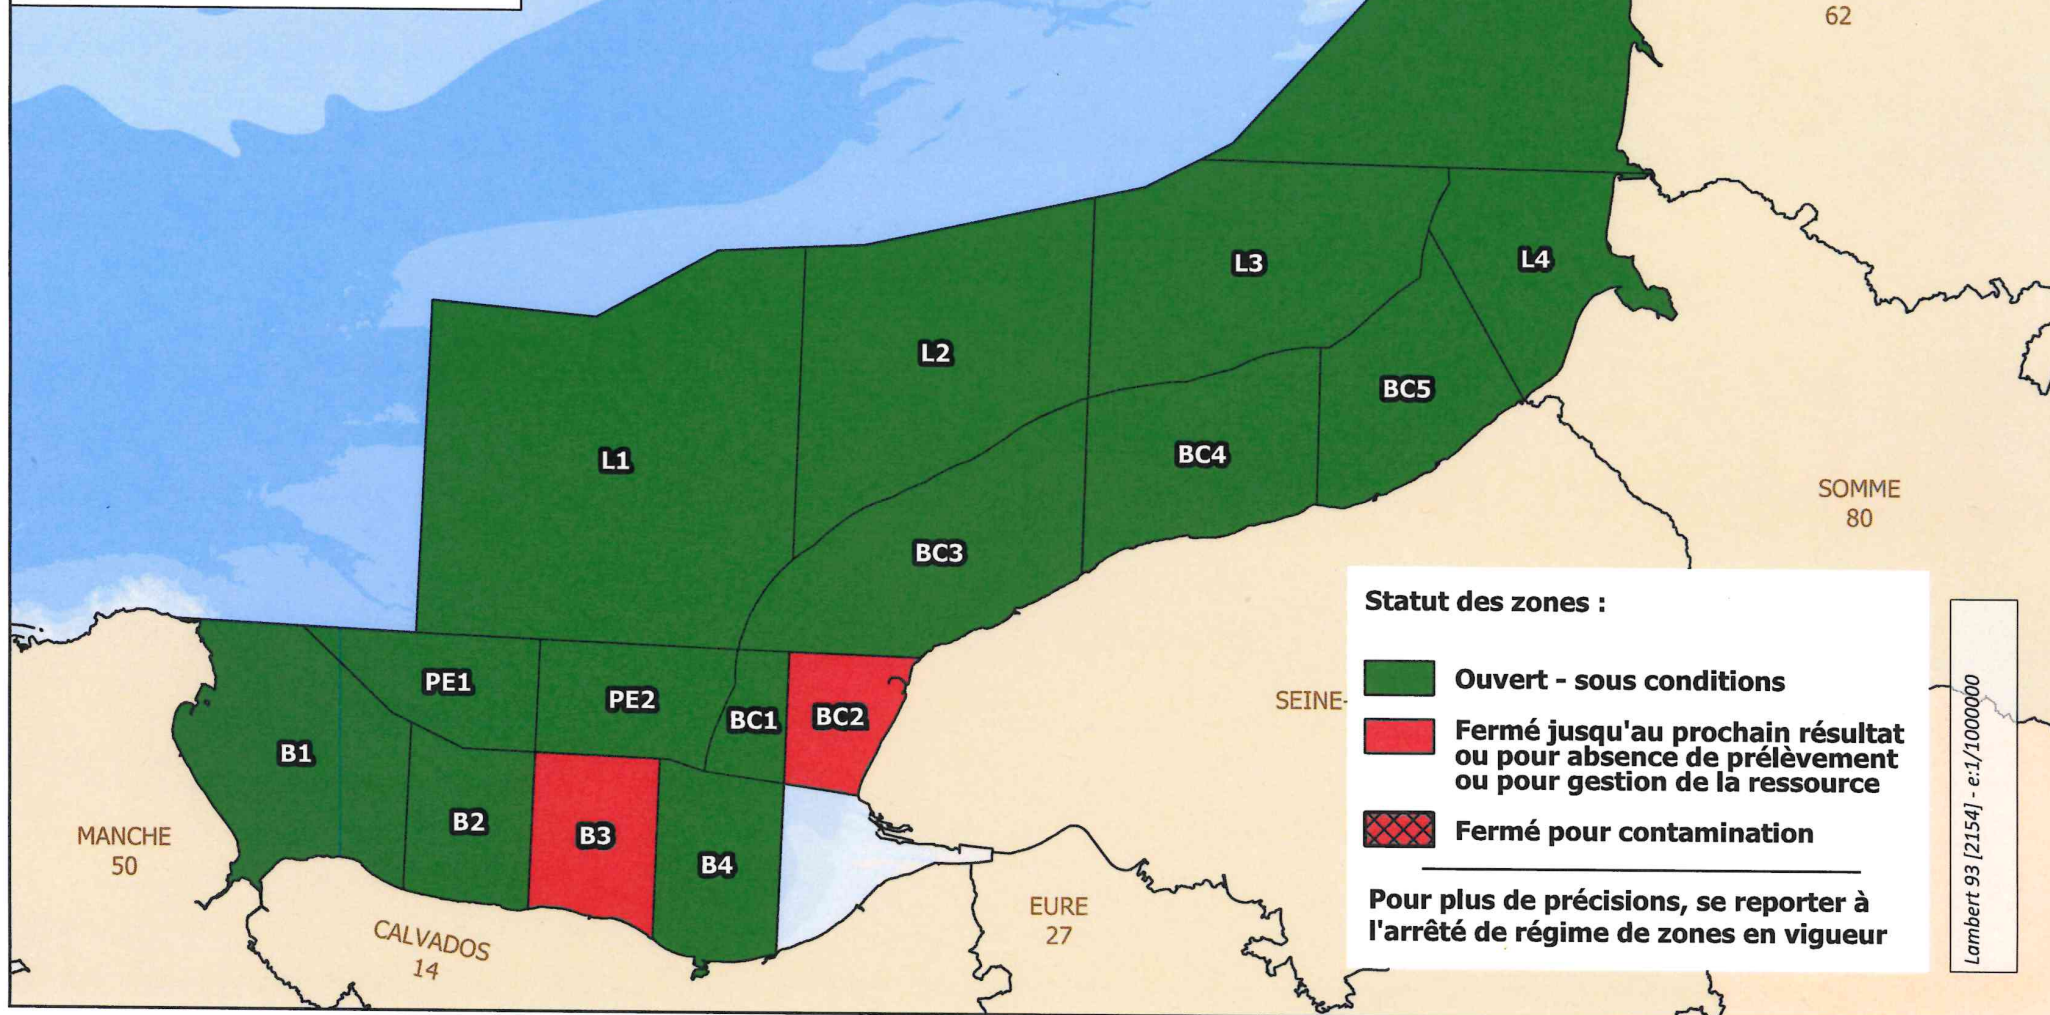 62
L3
L4
L2
BC5
L1
BC4
SOMME
80
BC3
Statut des zones :
Ouvert - sous conditions
Fermé jusqu'au prochain résultat
ou pour absence de prélèvement
ou pour gestion de la ressource
Fermé pour contamination
Pour plus de précisions, se reporter à
l'arrêté de régime de zones en vigueur
Lambert 93 [2154] - e:1/1000000
PE1
PE2
BC1
BC2
SEINE-
B1
B2
B3
B4
MANCHE
50
EURE
27
CALVADOS
14